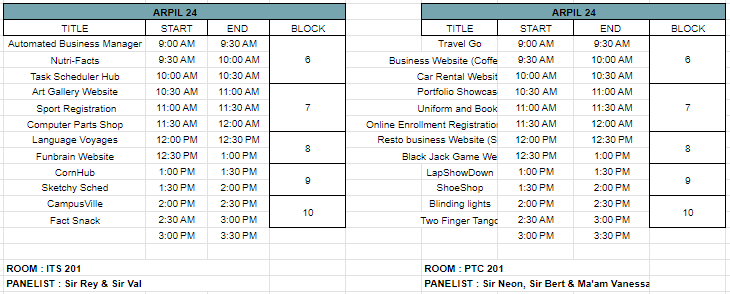 ARPIL 24
TITLE START END BLOCK
Automated Business Manager 9:00 AM 9:30 AM
Nutri-Facts 9:30 AM 10:00 AM 6
Task Scheduler Hub 10:00 AM 10:30 AM
Art Gallery Website 10:30 AM 11:00 AM
Sport Registration 11:00 AM 11:30 AM 7
Computer Parts Shop 11:30 AM 12:00 AM
Language Voyages 12:00 PM 12:30 PM 8
Funbrain Website 12:30 PM 1:00 PM
CornHub 1:00 PM 1:30 PM 9
Sketchy Sched 1:30 PM 2:00 PM
CampusVille 2:00 PM 2:30 PM 10
Fact Snack 2:30 AM 3:00 PM
3:00 PM 3:30 PM
ROOM : ITS 201
PANELIST : Sir Rey & Sir Val
ARPIL 24
TITLE START END BLOCK
Travel Go 9:00 AM 9:30 AM
Business Website (Coffe 9:30 AM 10:00 AM 6
Car Rental Websit 10:00 AM 10:30 AM
Portfolio Showcas 10:30 AM 11:00 AM
Uniform and Book 11:00 AM 11:30 AM 7
Online Enrollment Registratio 11:30 AM 12:00 AM
Resto business Website (S 12:00 PM 12:30 PM 8
Black Jack Game We 12:30 PM 1:00 PM
LapShowDown 1:00 PM 1:30 PM 9
ShoeShop 1:30 PM 2:00 PM
Blinding lights 2:00 PM 2:30 PM 10
Two Finger Tango 2:30 AM 3:00 PM
3:00 PM 3:30 PM
ROOM : PTC 201
PANELIST : Sir Neon, Sir Bert & Ma'am Vanessa